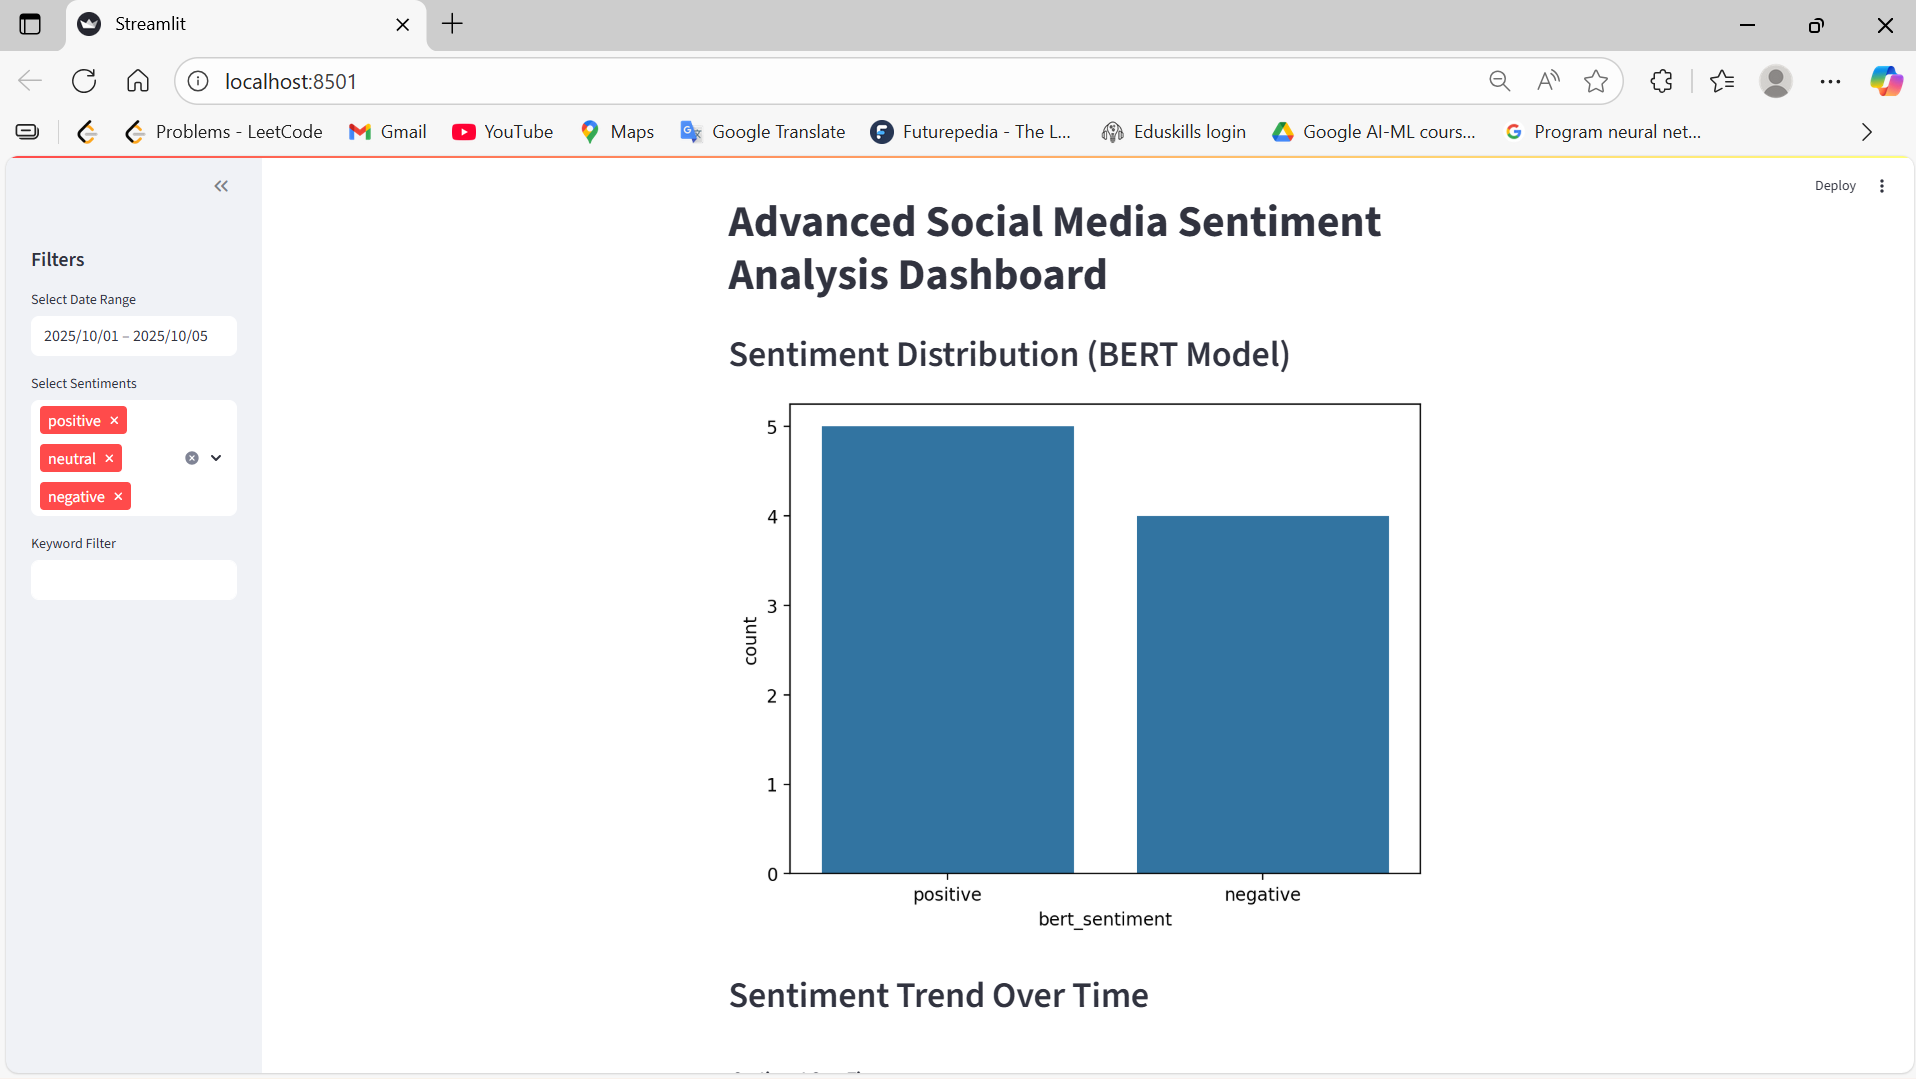 Streamlit
localhost:8501
Problems - LeetCode
Gmail
YouTube
Maps
Google Translate
Futurepedia - The L...
Eduskills login
Google AI-ML cours...
Program neural net...
Deploy
Filters
Select Date Range
2025/10/01 – 2025/10/05
Select Sentiments
positive
neutral
negative
Keyword Filter
Advanced Social Media Sentiment
Analysis Dashboard
Sentiment Distribution (BERT Model)
5
4
3
2
1
0
count
positive
negative
bert_sentiment
Sentiment Trend Over Time